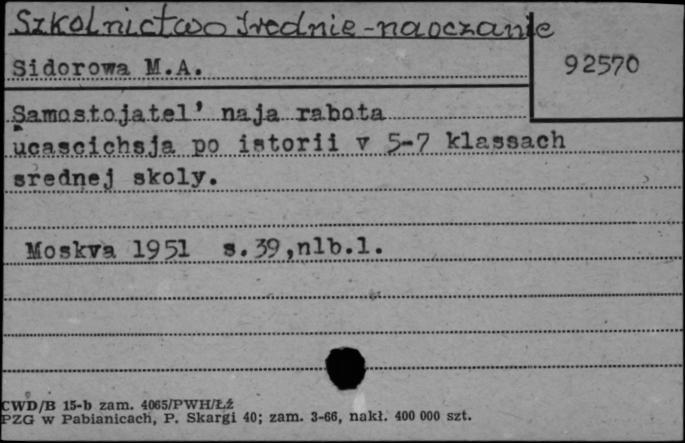 Szkolnictwo średnie-nauczanie
Sidorowa M.A.
92570
Samostojatel' naja rabota
ucascichsja po istorii v 5-7 klassach
srednej skoly.
Moskva 1951 s.39,nlb.1.
CWD/B 15-b zam. 4065/PWH/Ł,ź
PZG w Pabianicach, P. Skargi 40; zam. 3-66, nakł. 400 000 szt.